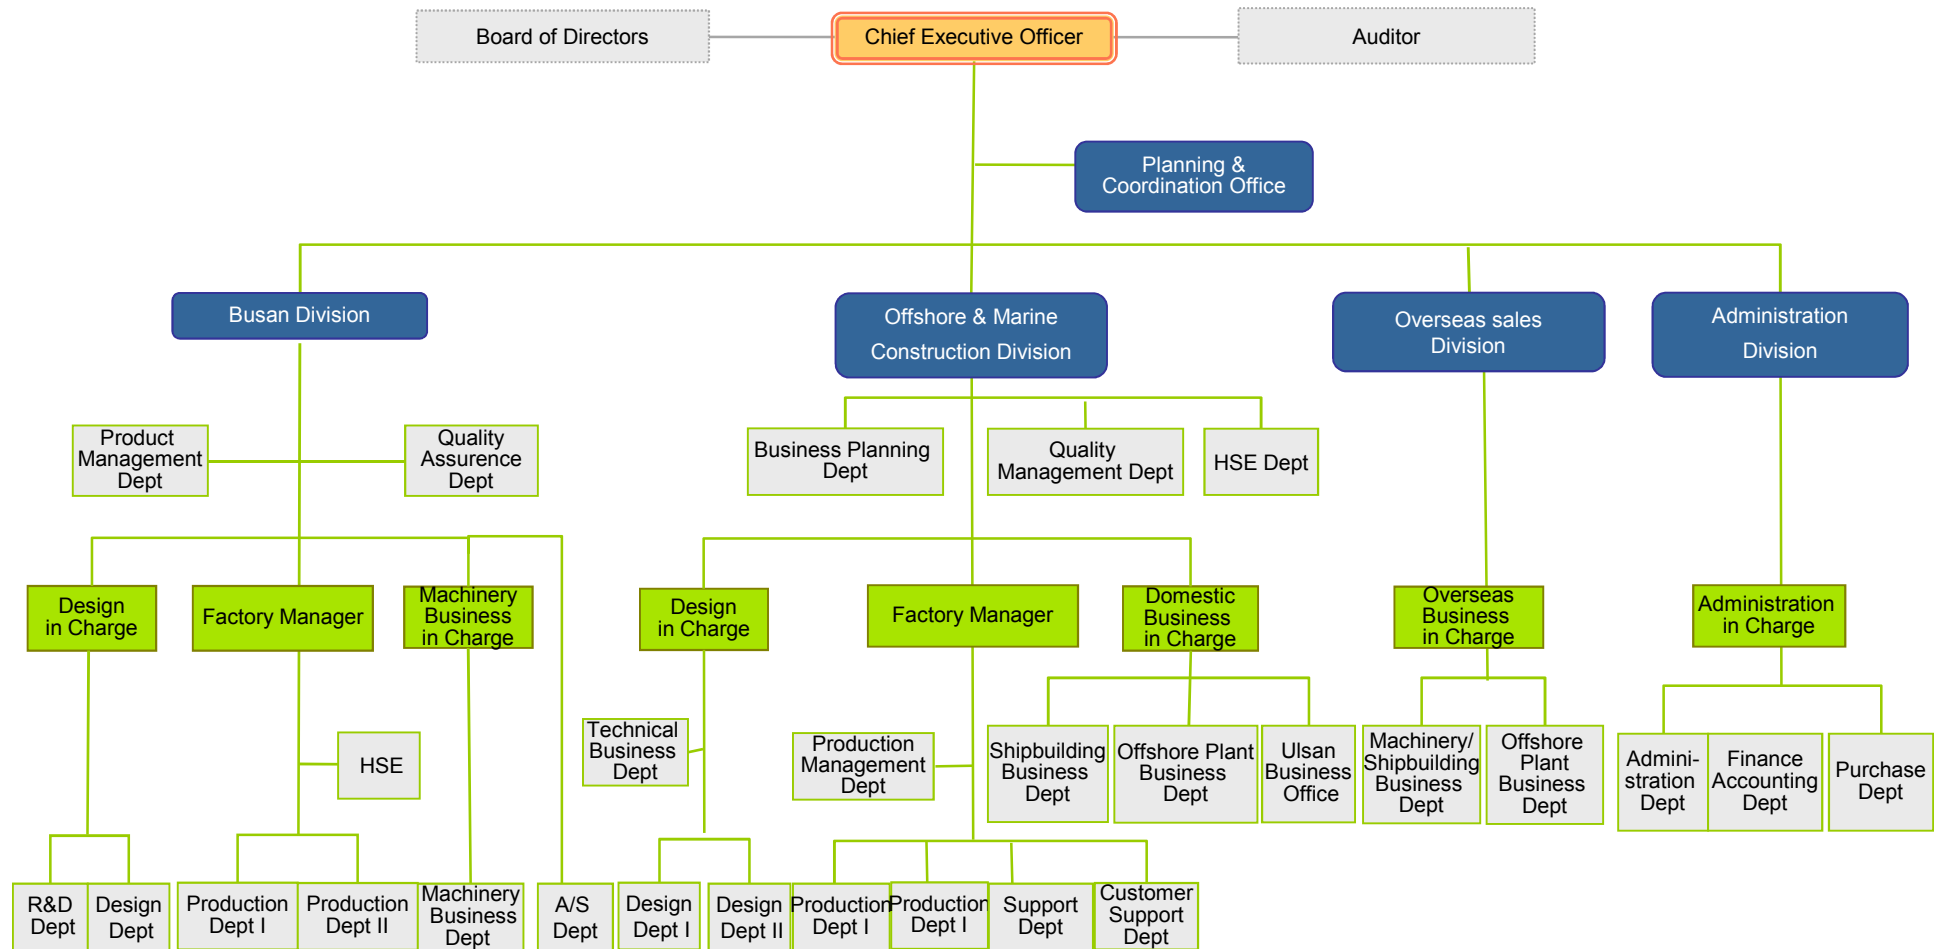 Board of Directors
Chief Executive Officer
Auditor
Planning &
Coordination Office
Busan Division
Offshore & Marine
Construction Division
Overseas sales
Division
Administration
Division
Product
Management
Dept
Quality
Assurence
Dept
Business Planning
Dept
Quality
Management Dept
HSE Dept
Design
in Charge
Factory Manager
Machinery
Business
in Charge
Design
in Charge
Factory Manager
Domestic
Business
in Charge
Overseas
Business
in Charge
Administration
in Charge
HSE
Technical
Business
Dept
Production
Management
Dept
Shipbuilding
Business
Dept
Offshore Plant
Business
Dept
Ulsan
Business
Office
Machinery/
Shipbuilding
Business
Dept
Offshore
Plant
Business
Dept
Admini-
stration
Dept
Finance
Accounting
Dept
Purchase
Dept
R&D
Dept
Design
Dept
Production
Dept I
Production
Dept II
Machinery
Business
Dept
A/S
Dept
Design
Dept I
Design
Dept II
Production
Dept I
Production
Dept I
Support
Dept
Customer
Support
Dept